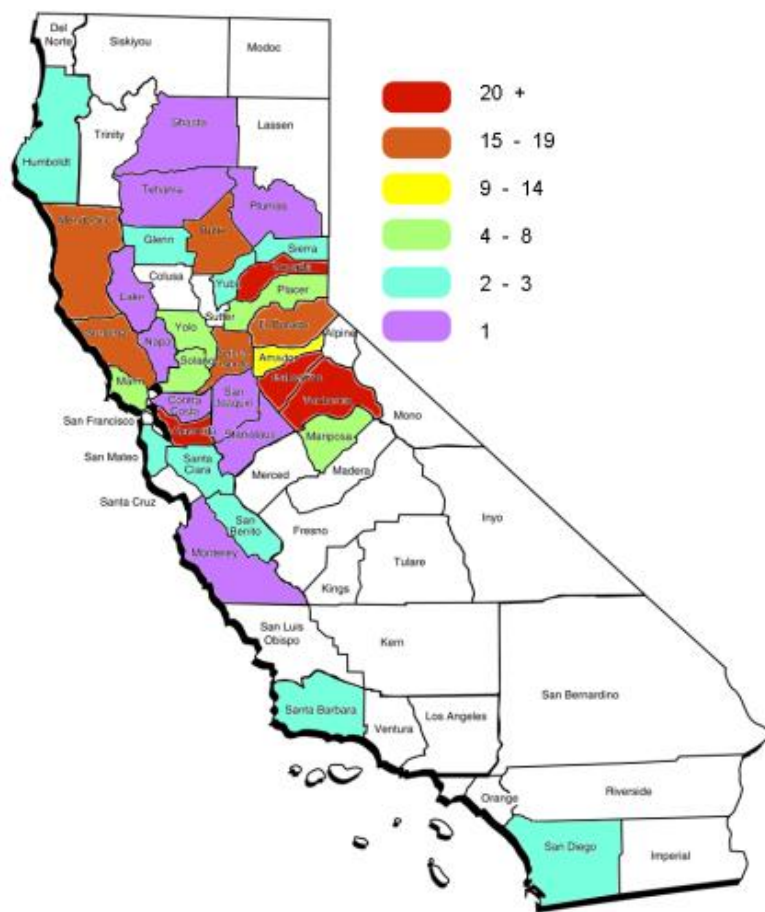 Del
Norte
Siskiyou
Modoc
20 +
15 - 19
9 - 14
4 - 8
2 - 3
1
Shasta
Trinity
Lassen
Humboldt
Tehama
Plumas
Mendocino
Butte
Glenn
Sierra
Colusa
Yuba
Placer
Lake
Sutter
El Dorado
Yolo
Alpine
Napa
Solano
Amador
Marin
Contra
Costa
San
Joaquin
Tuolumne
Mono
San Francisco
Stanislaus
Mariposa
San Mateo
Santa
Clara
Merced
Madera
Santa Cruz
San
Benito
Fresno
Inyo
Monterey
Tulare
Kings
San Luis
Obispo
Kern
San Bernardino
Santa Barbara
Ventura
Los Angeles
Orange
Riverside
San Diego
Imperial